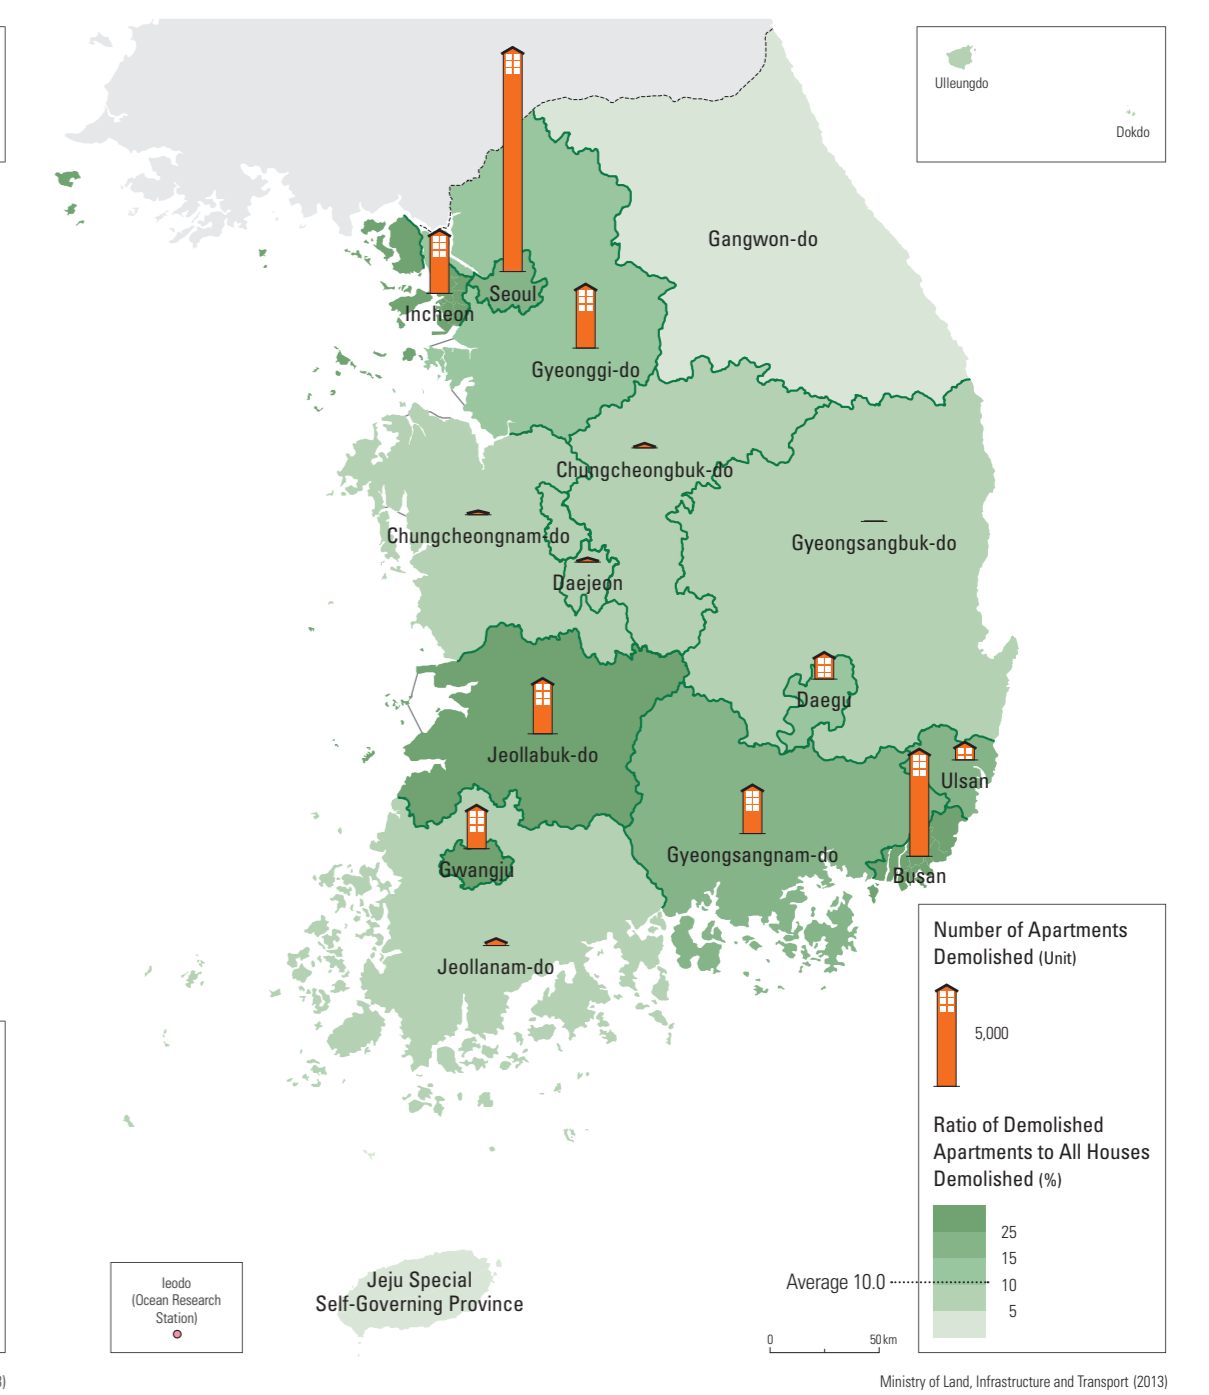 Ulleungdo
Dokdo
Gangwon-do
Seoul
Incheon
Gyeonggi-do
Chungcheongbuk-do
Chungcheongnam-do
Gyeongsangbuk-do
Daejeon
Daegu
Jeollabuk-do
Ulsan
Gyeongsangnam-do
Gwangju
Busan
Jeollanam-do
Number of Apartments
Demolished (Unit)
5,000
Ratio of Demolished
Apartments to All Houses
Demolished (%)
25
15
Average 10.0
10
5
Jeju Special
Self-Governing Province
Ieodo
(Ocean Research
Station)
0
50 km
3)
Ministry of Land, Infrastructure and Transport (2013)